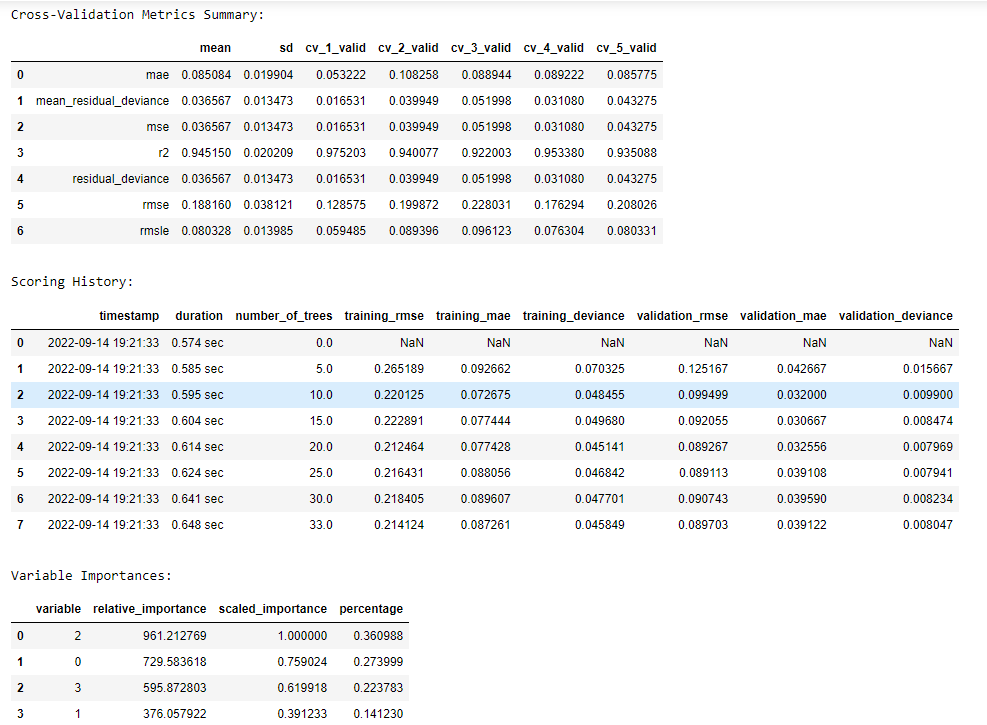 Cross-Validation Metrics Summary:
mean sd cv_1_valid cv_2_valid cv_3_valid cv_4_valid cv_5_valid
0 mae 0.085084 0.019904 0.053222 0.108258 0.088944 0.089222 0.085775
1 mean_residual_deviance 0.036567 0.013473 0.016531 0.039949 0.051998 0.031080 0.043275
2 mse 0.036567 0.013473 0.016531 0.039949 0.051998 0.031080 0.043275
3 r2 0.945150 0.020209 0.975203 0.940077 0.922003 0.953380 0.935088
4 residual_deviance 0.036567 0.013473 0.016531 0.039949 0.051998 0.031080 0.043275
5 rmse 0.188160 0.038121 0.128575 0.199872 0.228031 0.176294 0.208026
6 rmsle 0.080328 0.013985 0.059485 0.089396 0.096123 0.076304 0.080331
Scoring History:
timestamp duration number_of_trees training_rmse training_mae training_deviance validation_rmse validation_mae validation_deviance
0 2022-09-14 19:21:33 0.574 sec 0.0 NaN NaN NaN NaN NaN NaN
1 2022-09-14 19:21:33 0.585 sec 5.0 0.265189 0.092662 0.070325 0.125167 0.042667 0.015667
2 2022-09-14 19:21:33 0.595 sec 10.0 0.220125 0.072675 0.048455 0.099499 0.032000 0.009900
3 2022-09-14 19:21:33 0.604 sec 15.0 0.222891 0.077444 0.049680 0.092055 0.030667 0.008474
4 2022-09-14 19:21:33 0.614 sec 20.0 0.212464 0.077428 0.045141 0.089267 0.032556 0.007969
5 2022-09-14 19:21:33 0.624 sec 25.0 0.216431 0.088056 0.046842 0.089113 0.039108 0.007941
6 2022-09-14 19:21:33 0.641 sec 30.0 0.218405 0.089607 0.047701 0.090743 0.039590 0.008234
7 2022-09-14 19:21:33 0.648 sec 33.0 0.214124 0.087261 0.045849 0.089703 0.039122 0.008047
Variable Importances:
variable relative_importance scaled_importance percentage
0 2 961.212769 1.000000 0.360988
1 0 729.583618 0.759024 0.273999
2 3 595.872803 0.619918 0.223783
3 1 376.057922 0.391233 0.141230